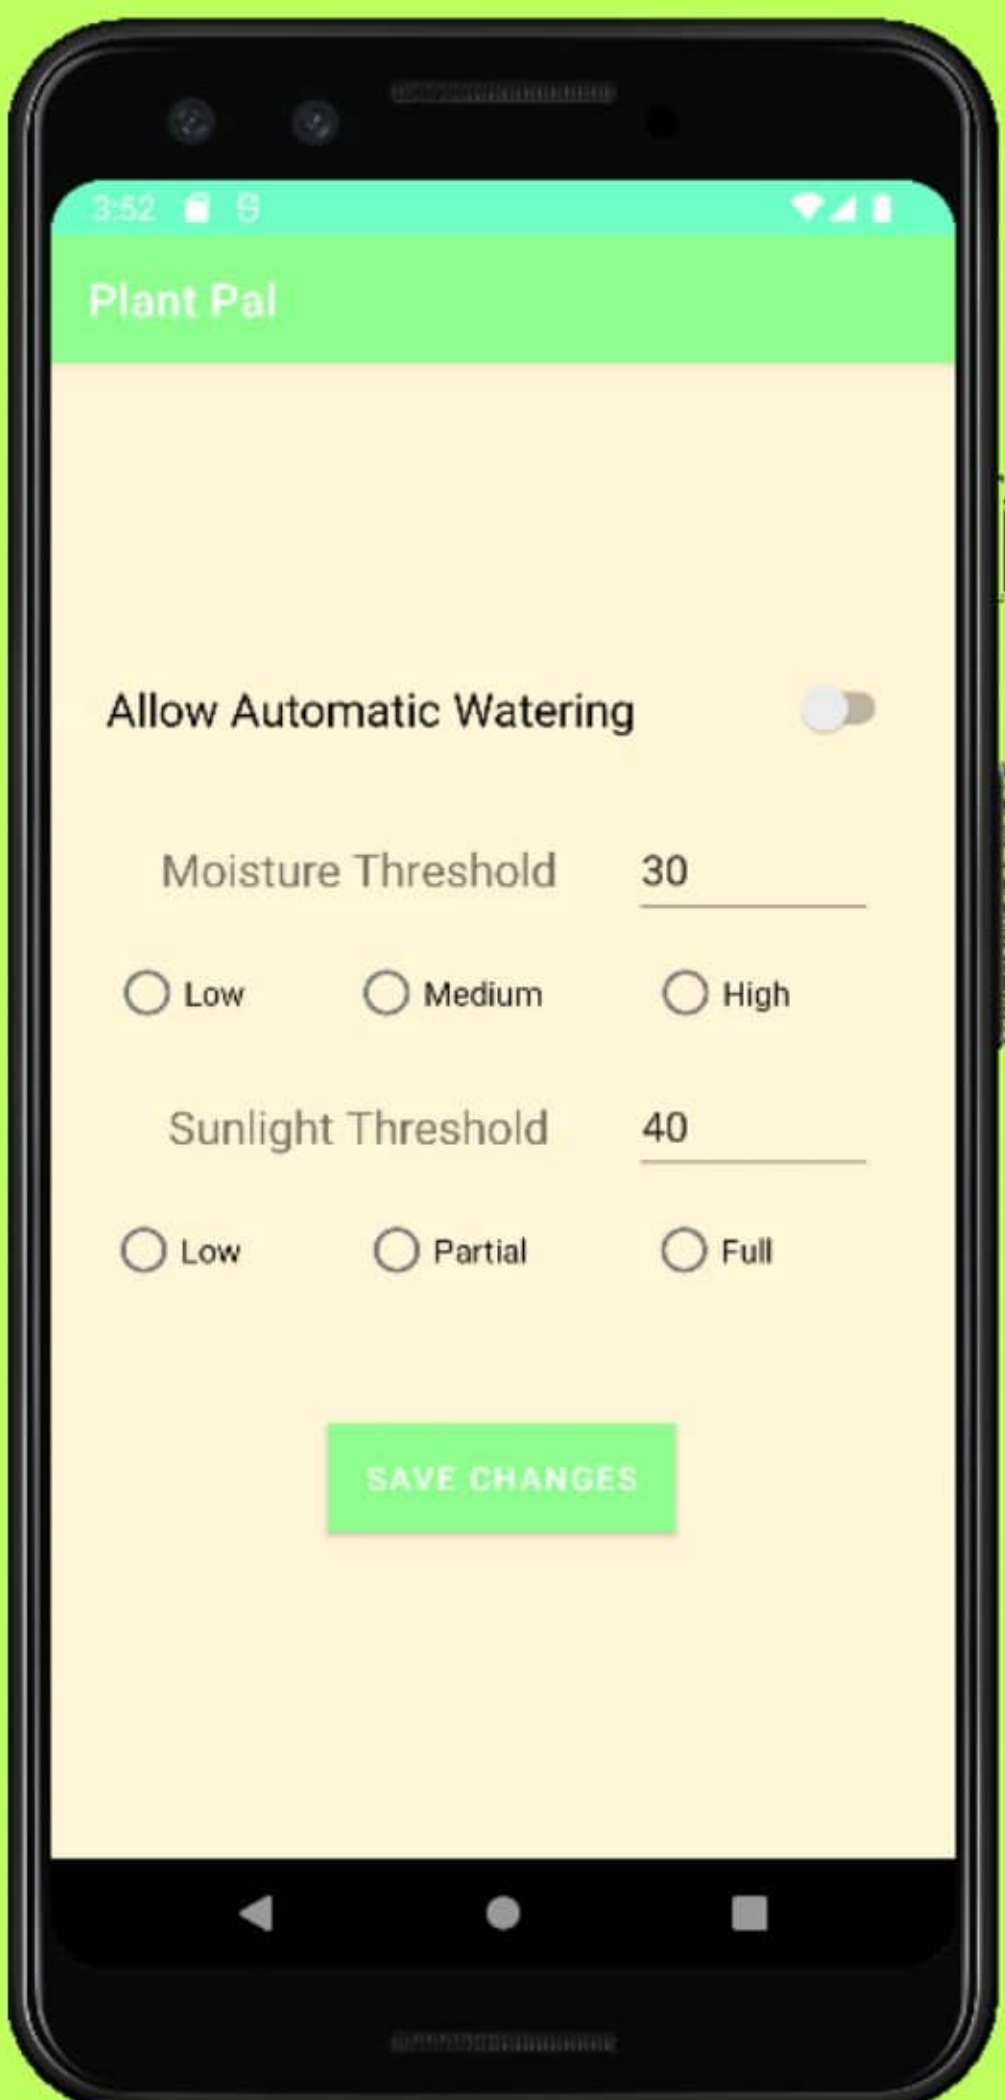 3:52
Plant Pal
Allow Automatic Watering
Moisture Threshold 30
Low Medium High
Sunlight Threshold 40
Low Partial Full
SAVE CHANGES